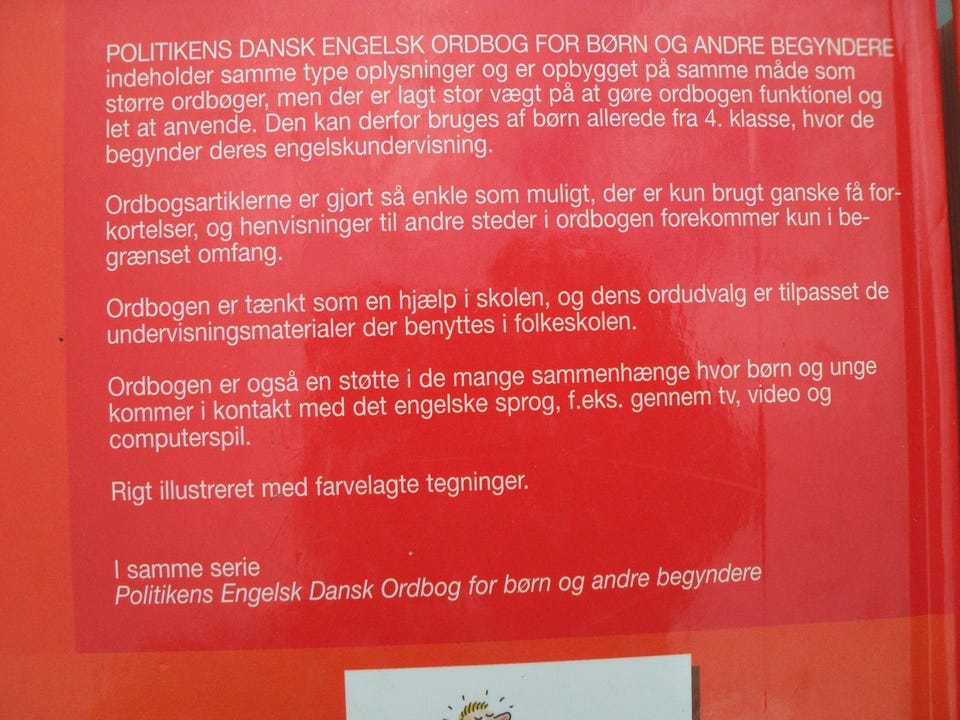 POLITIKENS DANSK ENGELSK ORDBOG FOR BØRN OG ANDRE BEGYNDERE
indeholder samme type oplysninger og er opbygget på samme måde som
større ordbøger, men der er lagt stor vægt på at gøre ordbogen funktionel og
let at anvende. Den kan derfor bruges af børn allerede fra 4. klasse, hvor de
begynder deres engelskundervisning.
Ordbogsartiklerne er gjort så enkle som muligt, der er kun brugt ganske få for-
kortelser, og henvisninger til andre steder i ordbogen forekommer kun i be-
grænset omfang.
Ordbogen er tænkt som en hjælp i skolen, og dens ordudvalg er tilpasset de
undervisningsmaterialer der benyttes i folkeskolen.
Ordbogen er også en støtte i de mange sammenhænge hvor børn og unge
kommer i kontakt med det engelske sprog, f.eks. gennem tv, video og
computerspil.
Rigt illustreret med farvelagte tegninger.
I samme serie
Politikens Engelsk Dansk Ordbog for børn og andre begyndere